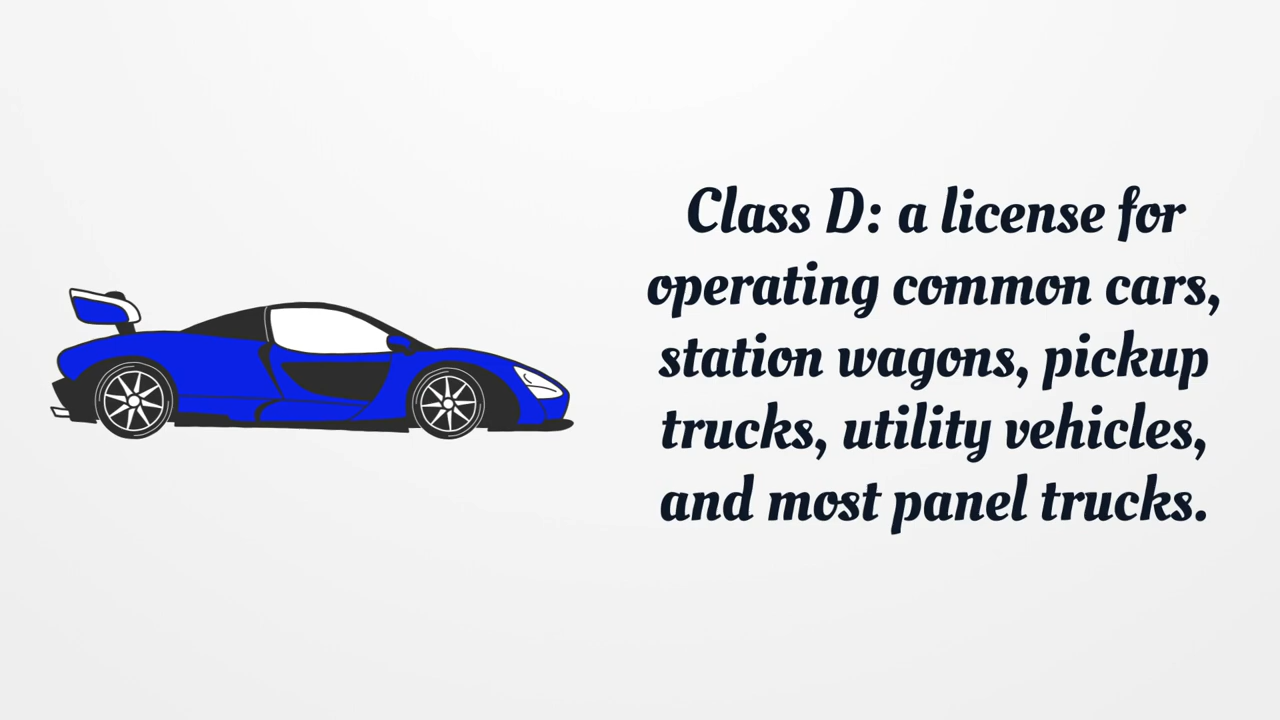 Class D: a license for
operating common cars,
station wagons, pickup
trucks, utility vehicles,
and most panel trucks.